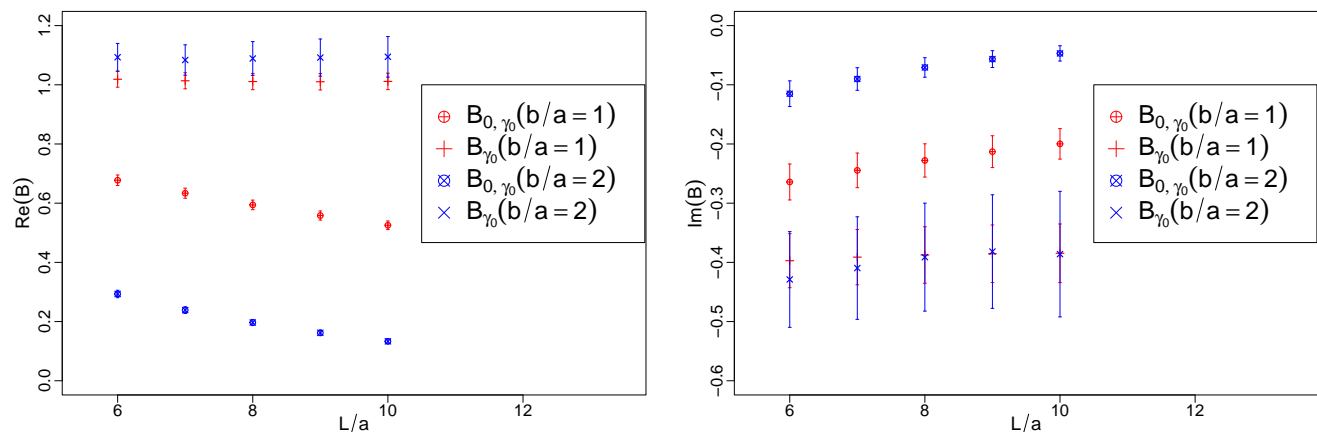 Re(B)
1.2
1.0
0.8
0.6
0.4
0.2
0.0
6
8
10
12
L/a
B0, γ0(b/a = 1)
Bγ0(b/a = 1)
B0, γ0(b/a = 2)
Bγ0(b/a = 2)
Im(B)
0.0
−0.1
−0.2
−0.3
−0.4
−0.5
−0.6
6
8
10
12
L/a
B0, γ0(b/a = 1)
Bγ0(b/a = 1)
B0, γ0(b/a = 2)
Bγ0(b/a = 2)